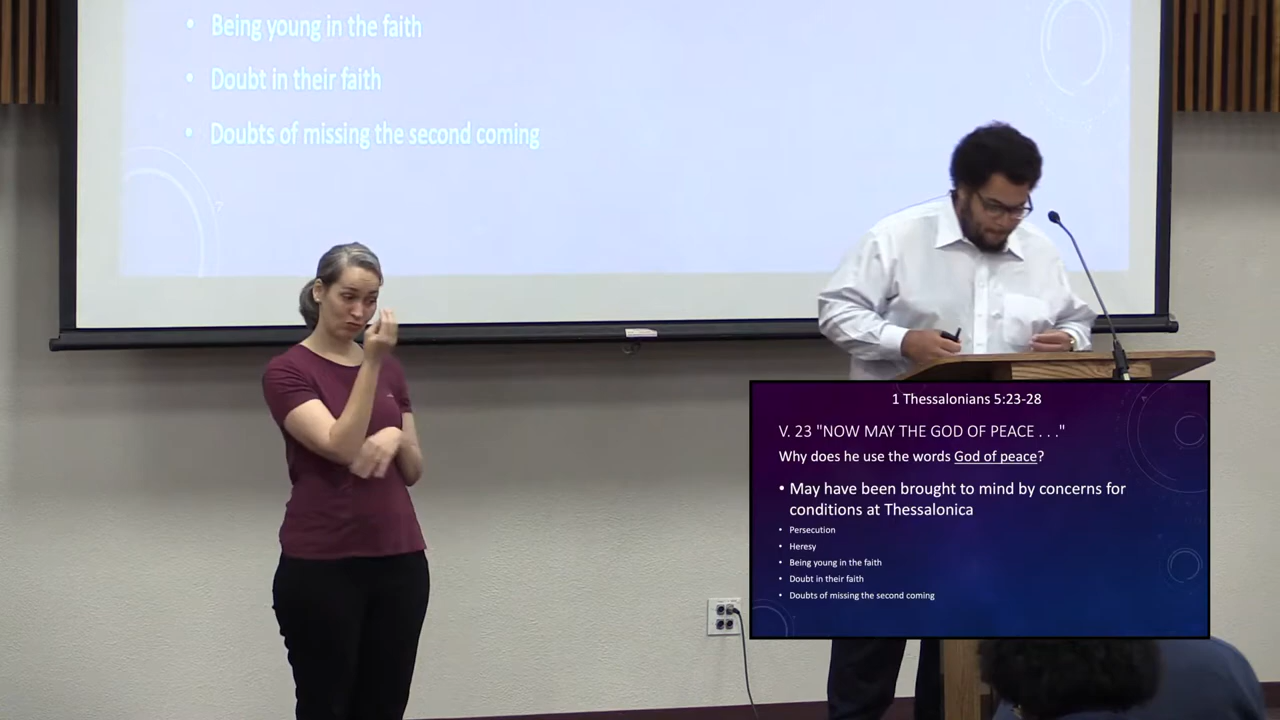 • Being young in the faith
• Doubt in their faith
• Doubts of missing the second coming
1 Thessalonians 5:23-28
V. 23 "NOW MAY THE GOD OF PEACE . . ."
Why does he use the words God of peace?
• May have been brought to mind by concerns for
conditions at Thessalonica
• Persecution
• Heresy
• Being young in the faith
• Doubt in their faith
• Doubts of missing the second coming